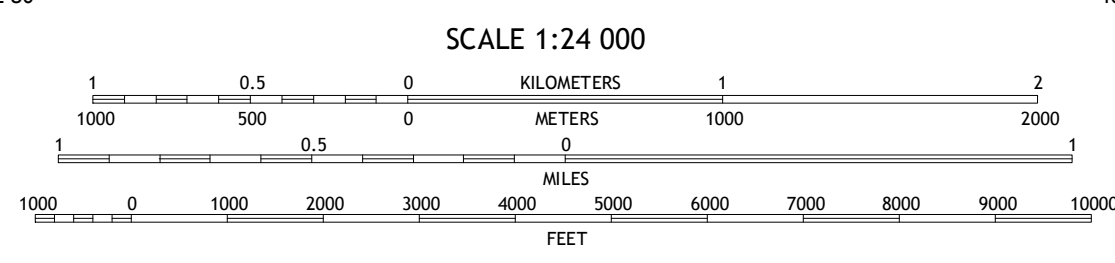 SCALE 1:24 000
1 0.5 0 KILOMETERS 1 2
1000 500 0 METERS 1000 2000
1 0.5 0 1
MILES
1000 0 1000 2000 3000 4000 5000 6000 7000 8000 9000 10000
FEET